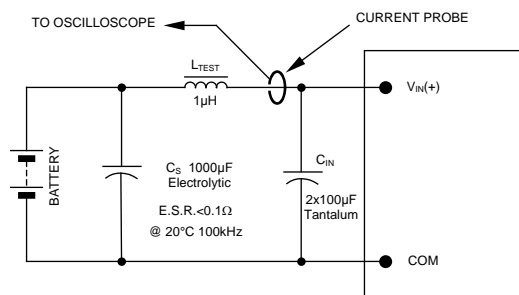 TO OSCILLOSCOPE
CURRENT PROBE
LTEST
1µH
VIN(+)
BATTERY
CS 1000µF
Electrolytic
E.S.R.<0.1Ω
@ 20°C 100kHz
CIN
2x100µF
Tantalum
COM